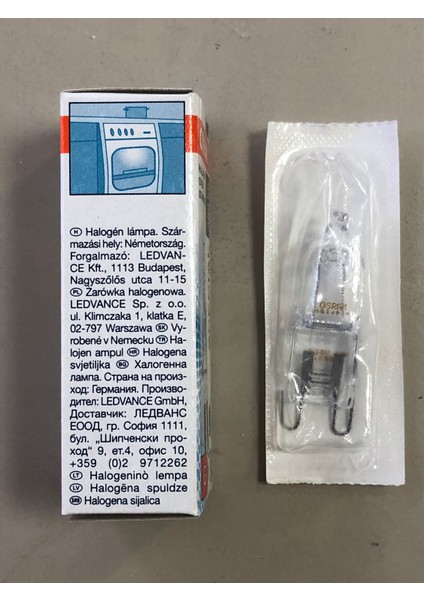 (H) Halogén lámpa. Szár-
mazási hely: Németország.
Forgalmazó: LEDVAN-
CE Kft., 1113 Budapest,
Nagyszőlős utca 11-15
(PL) Żarówka halogenowa.
LEDVANCE Sp. z o.o.
ul. Klimczaka 1, klatka E,
02-797 Warszawa (SK) Vy-
robené v Nemecku (TR) Ha-
lojen ampul (HR) Halogena
svjetiljka (BG) Халогенна
лампа. Страна на произ-
ход: Германия. Производи-
дител: LEDVANCE GmbH,
Доставчик: ЛЕДВАНС
ЕООД, гр. София 1111,
бул. „Шипченски про-
ход“ 9, ет.4, офис 10,
+359 (0)2 9712262
(LT) Halogeninò lempa
(LV) Halogēna spuldze
(SRB) Halogena sijalica
OSRAM